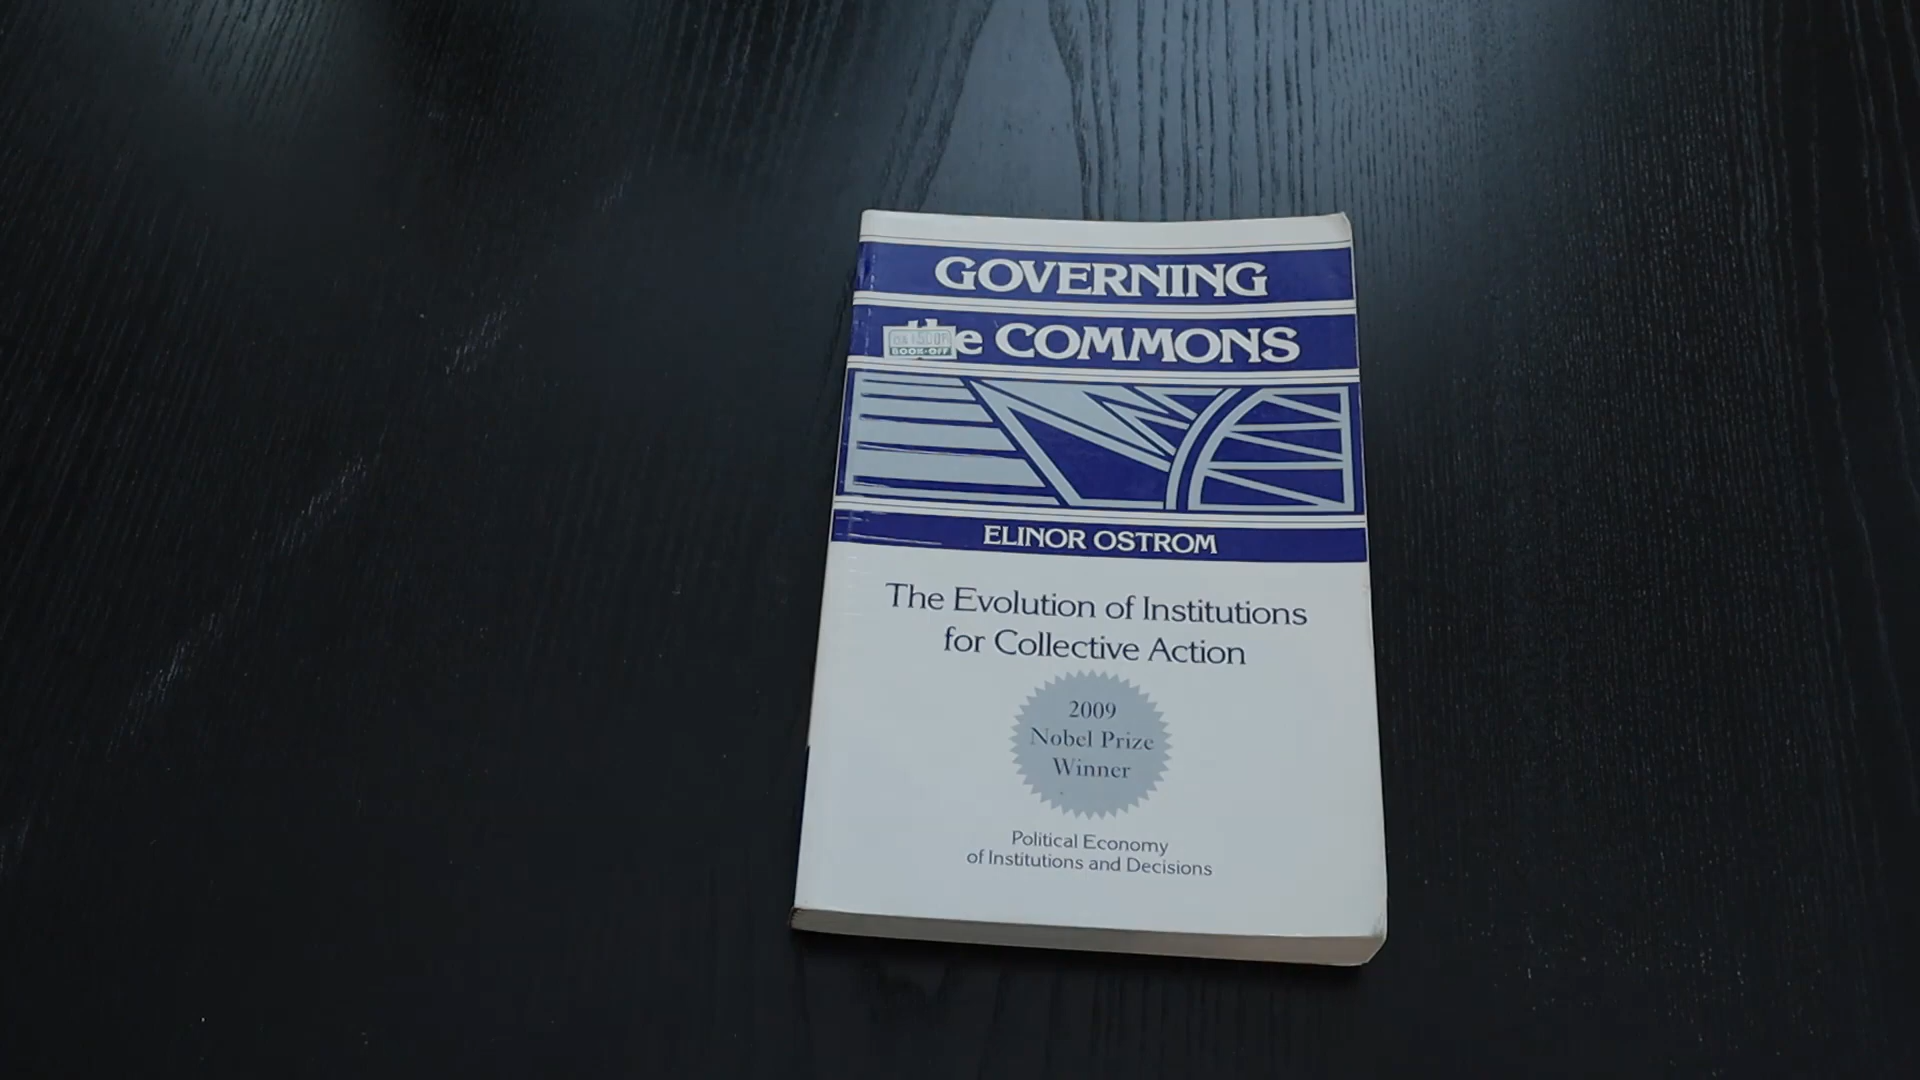 GOVERNING
the COMMONS
BOOK-OFF
ELINOR OSTROM
The Evolution of Institutions
for Collective Action
2009
Nobel Prize
Winner
Political Economy
of Institutions and Decisions